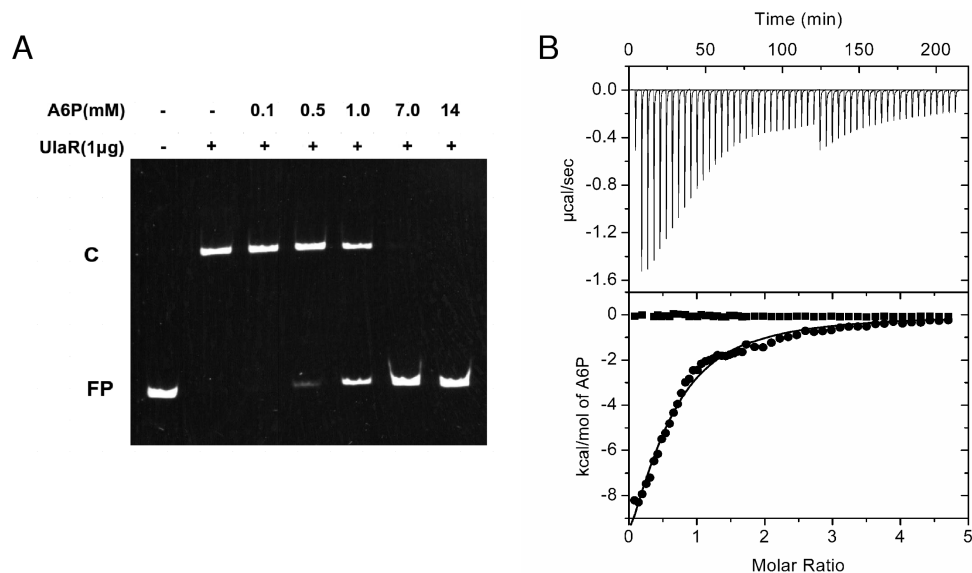 A
A6P(mM) - - 0.1 0.5 1.0 7.0 14
UlaR(1µg) - + + + + + +
C
FP
B
Time (min)
0 50 100 150 200
0.0
-0.4
-0.8
-1.2
-1.6
µcal/sec
0
-2
-4
-6
-8
kcal/mol of A6P
0 1 2 3 4 5
Molar Ratio